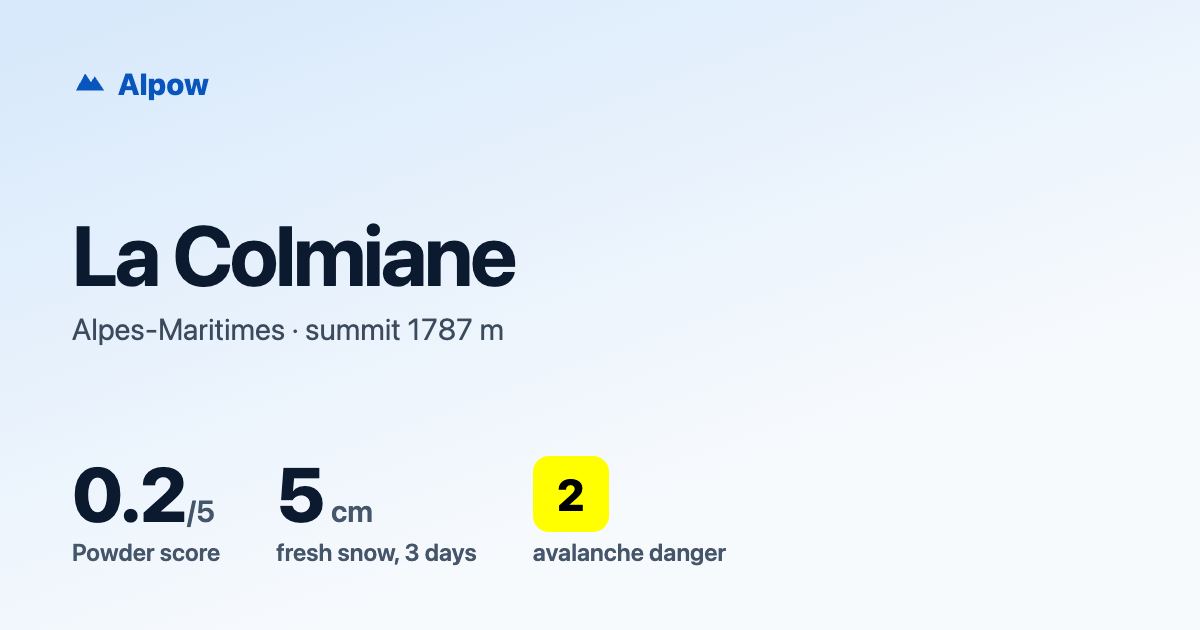 Alpow
La Colmiane
Alpes-Maritimes · summit 1787 m
0.2/5
Powder score
5 cm
fresh snow, 3 days
2
avalanche danger